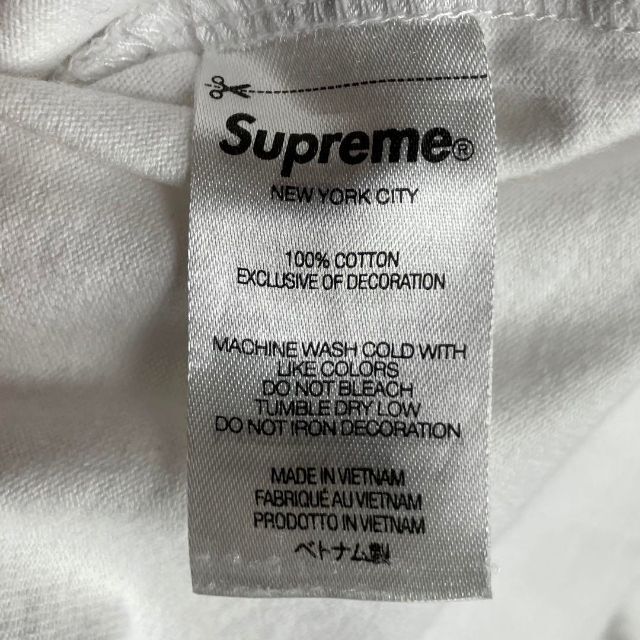 Supreme®
NEW YORK CITY
100% COTTON
EXCLUSIVE OF DECORATION
MACHINE WASH COLD WITH
LIKE COLORS
DO NOT BLEACH
TUMBLE DRY LOW
DO NOT IRON DECORATION
MADE IN VIETNAM
FABRIQUÉ AU VIETNAM
PRODOTTO IN VIETNAM
ベトナム製